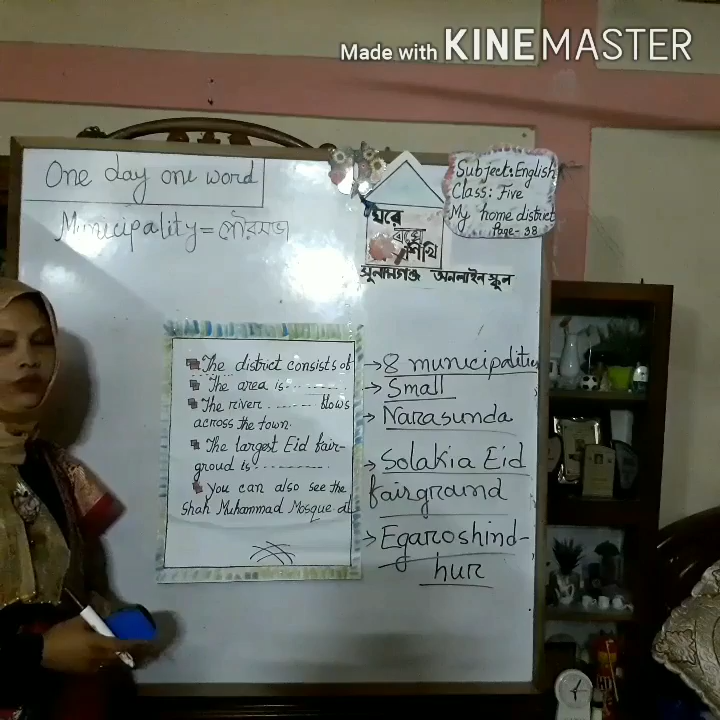 Made with KINEMASTER
One day one word
Municipality = পৌরসভা
Subject: English
Class: Five
My home district
Page- 38
ঘরে
বসে
শিখি
সুনামগঞ্জ অনলাইন স্কুল
The district consists of
The area is
The river ....... blows
across the town.
The largest Eid fair-
groud is
You can also see the
Shah Muhammad Mosque at
→ 8 municipalities
→ Small
→ Narasunda
→ Solakia Eid
fairground
→ Egaroshind-
hur